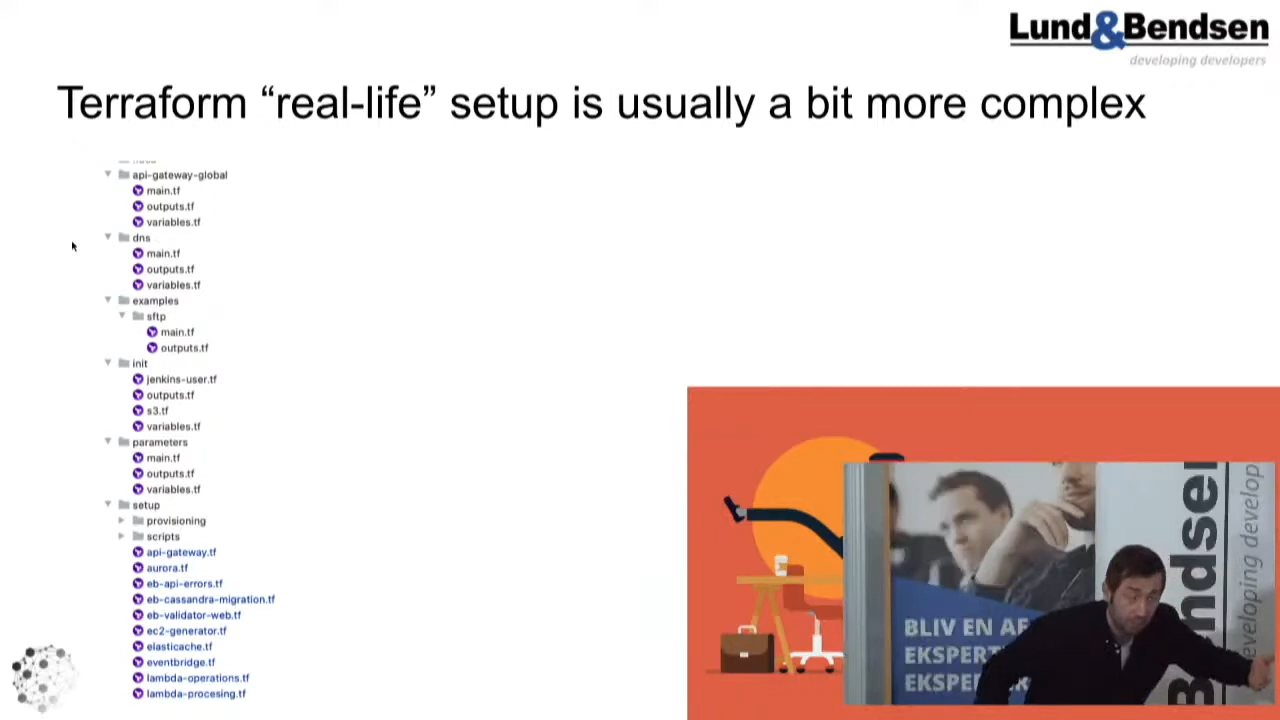 Lund&Bendsen
developing developers
Terraform “real-life” setup is usually a bit more complex
api-gateway-global
main.tf
outputs.tf
variables.tf
dns
main.tf
outputs.tf
variables.tf
examples
sftp
main.tf
outputs.tf
init
jenkins-user.tf
outputs.tf
s3.tf
variables.tf
parameters
main.tf
outputs.tf
variables.tf
setup
provisioning
scripts
api-gateway.tf
aurora.tf
eb-api-errors.tf
eb-cassandra-migration.tf
eb-validator-web.tf
ec2-generator.tf
elasticache.tf
eventbridge.tf
lambda-operations.tf
lambda-procesing.tf
BLIV EN AF
EKSPERT
EKSPE
B ndsen
eveloping develop